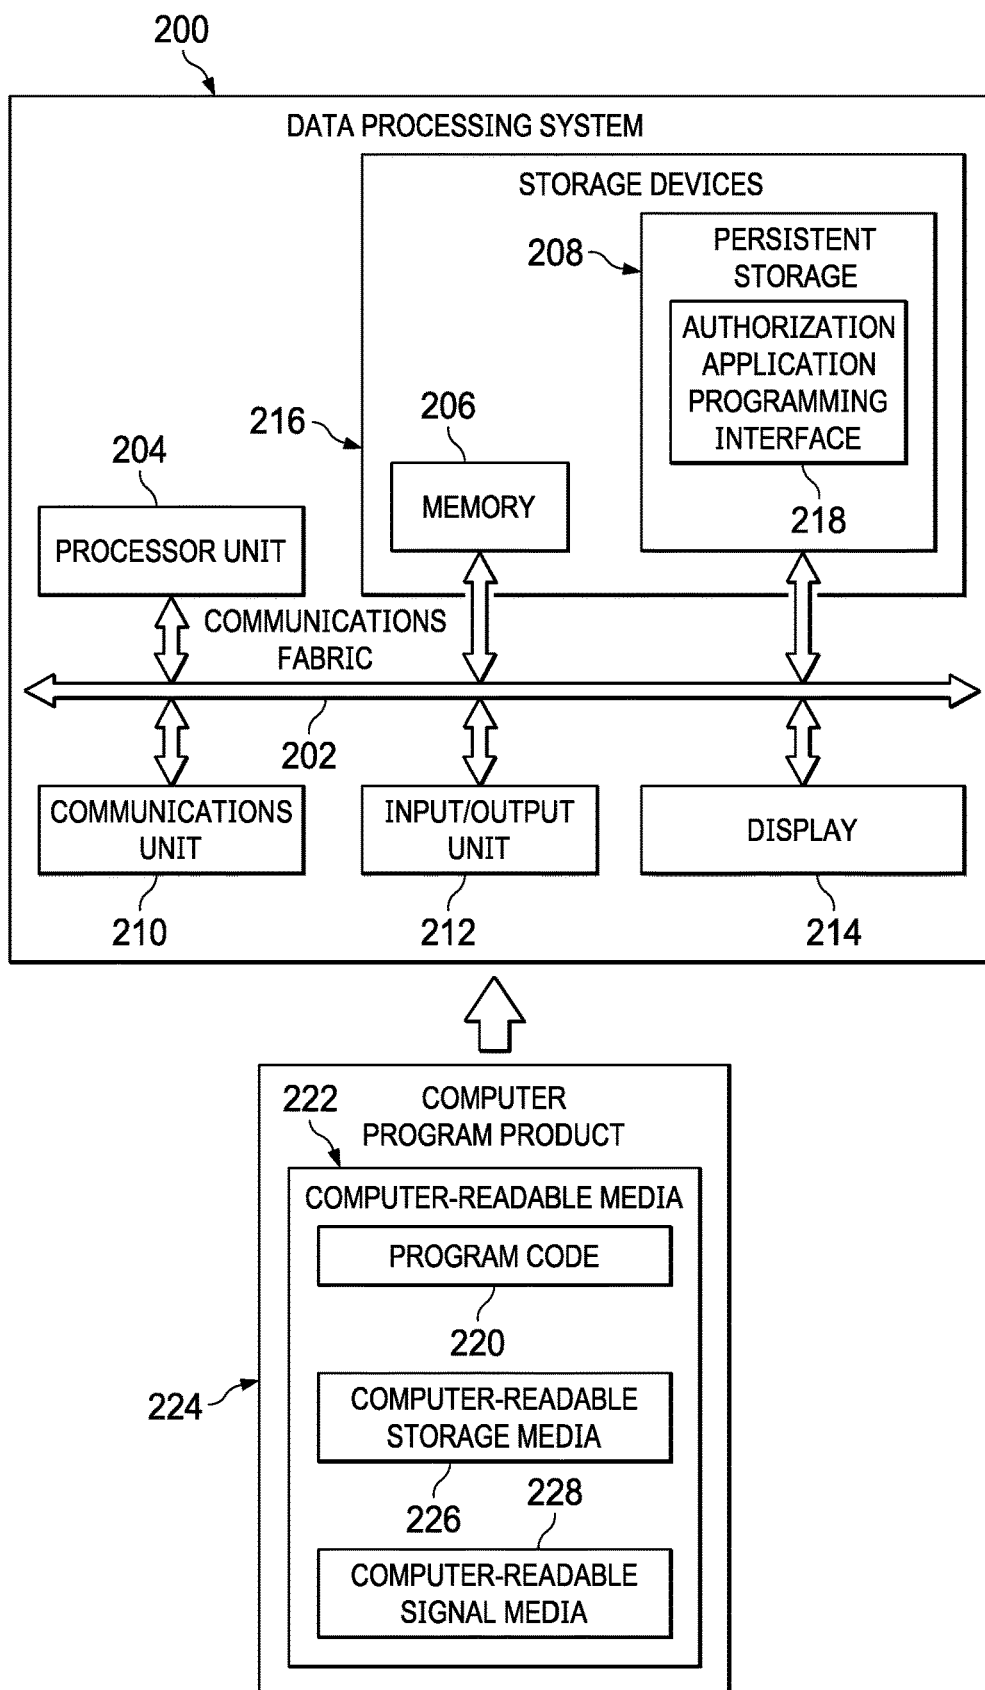 200
DATA PROCESSING SYSTEM
STORAGE DEVICES
208
PERSISTENT
STORAGE
AUTHORIZATION
APPLICATION
PROGRAMMING
INTERFACE
218
216
206
MEMORY
204
PROCESSOR UNIT
COMMUNICATIONS
FABRIC
202
COMMUNICATIONS
UNIT
210
INPUT/OUTPUT
UNIT
212
DISPLAY
214
COMPUTER
PROGRAM PRODUCT
222
COMPUTER-READABLE MEDIA
PROGRAM CODE
220
224
COMPUTER-READABLE
STORAGE MEDIA
226
228
COMPUTER-READABLE
SIGNAL MEDIA